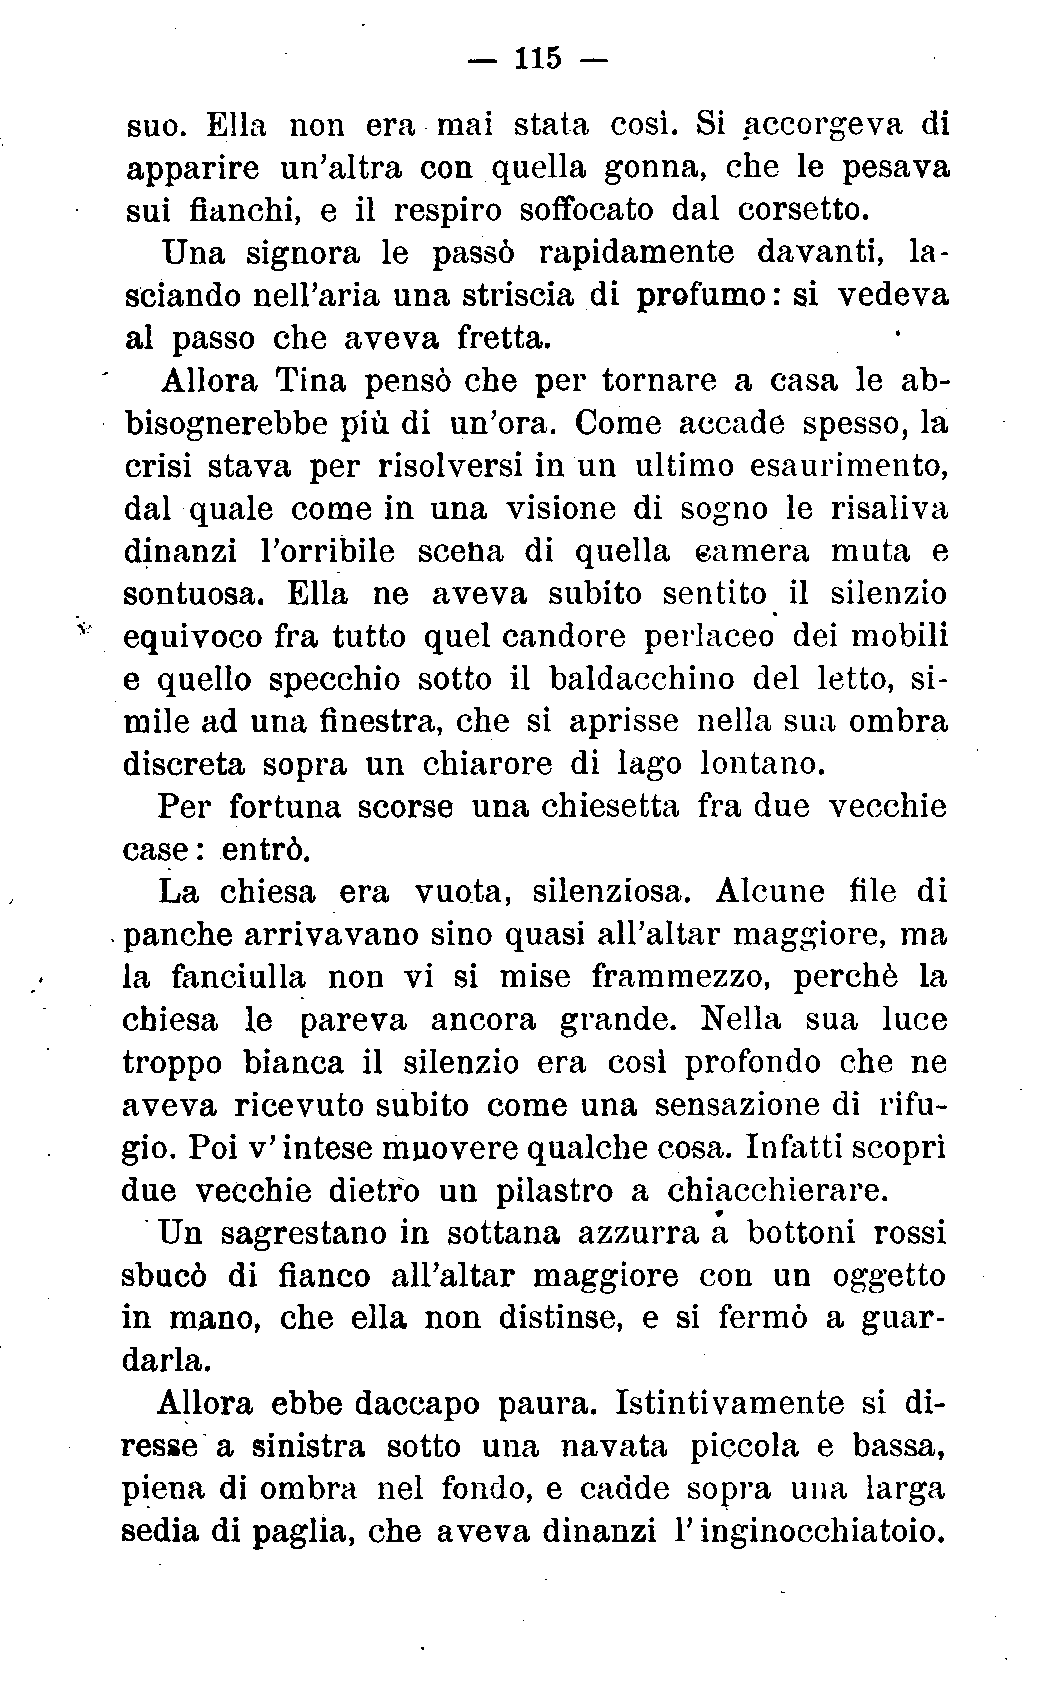 — 115 —
suo. Ella non era mai stata così. Si accorgeva di
apparire un'altra con quella gonna, che le pesava
sui fianchi, e il respiro soffocato dal corsetto.
Una signora le passò rapidamente davanti, la-
sciando nell'aria una striscia di profumo: si vedeva
al passo che aveva fretta.
Allora Tina pensò che per tornare a casa le ab-
bisognerebbe più di un'ora. Come accade spesso, la
crisi stava per risolversi in un ultimo esaurimento,
dal quale come in una visione di sogno le risaliva
dinanzi l'orribile scena di quella camera muta e
sontuosa. Ella ne aveva subito sentito il silenzio
equivoco fra tutto quel candore perlaceo dei mobili
e quello specchio sotto il baldacchino del letto, si-
mile ad una finestra, che si aprisse nella sua ombra
discreta sopra un chiarore di lago lontano.
Per fortuna scorse una chiesetta fra due vecchie
case: entrò.
La chiesa era vuota, silenziosa. Alcune file di
panche arrivavano sino quasi all'altar maggiore, ma
la fanciulla non vi si mise frammezzo, perchè la
chiesa le pareva ancora grande. Nella sua luce
troppo bianca il silenzio era così profondo che ne
aveva ricevuto subito come una sensazione di rifu-
gio. Poi v' intese muovere qualche cosa. Infatti scoprì
due vecchie dietro un pilastro a chiacchierare.
Un sagrestano in sottana azzurra a bottoni rossi
sbucò di fianco all'altar maggiore con un oggetto
in mano, che ella non distinse, e si fermò a guar-
darla.
Allora ebbe daccapo paura. Istintivamente si di-
resse a sinistra sotto una navata piccola e bassa,
piena di ombra nel fondo, e cadde sopra una larga
sedia di paglia, che aveva dinanzi l' inginocchiatoio.